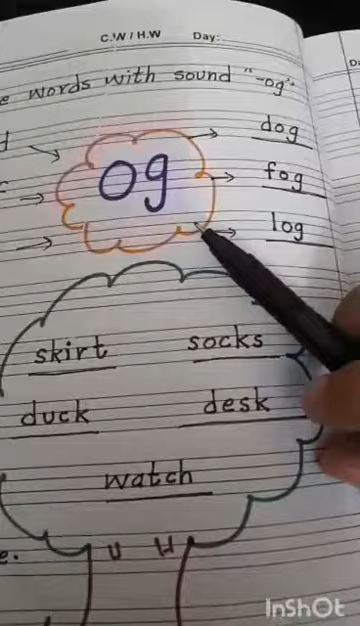 C.W / H.W Day:
words with sound "-og".
og
dog
fog
log
skirt socks
duck desk
watch
InShOt